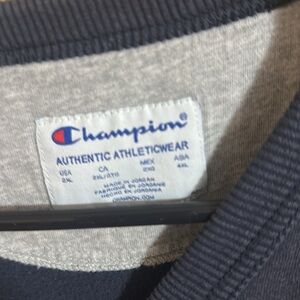 Champion®
AUTHENTIC ATHLETICWEAR
USA CA MEX ASIA
2XL 2XL/2TG 2XG 4XL
MADE IN JORDAN
FABRIQUÉ EN JORDANIE
HECHO EN JORDANIA
CHAMPION.COM